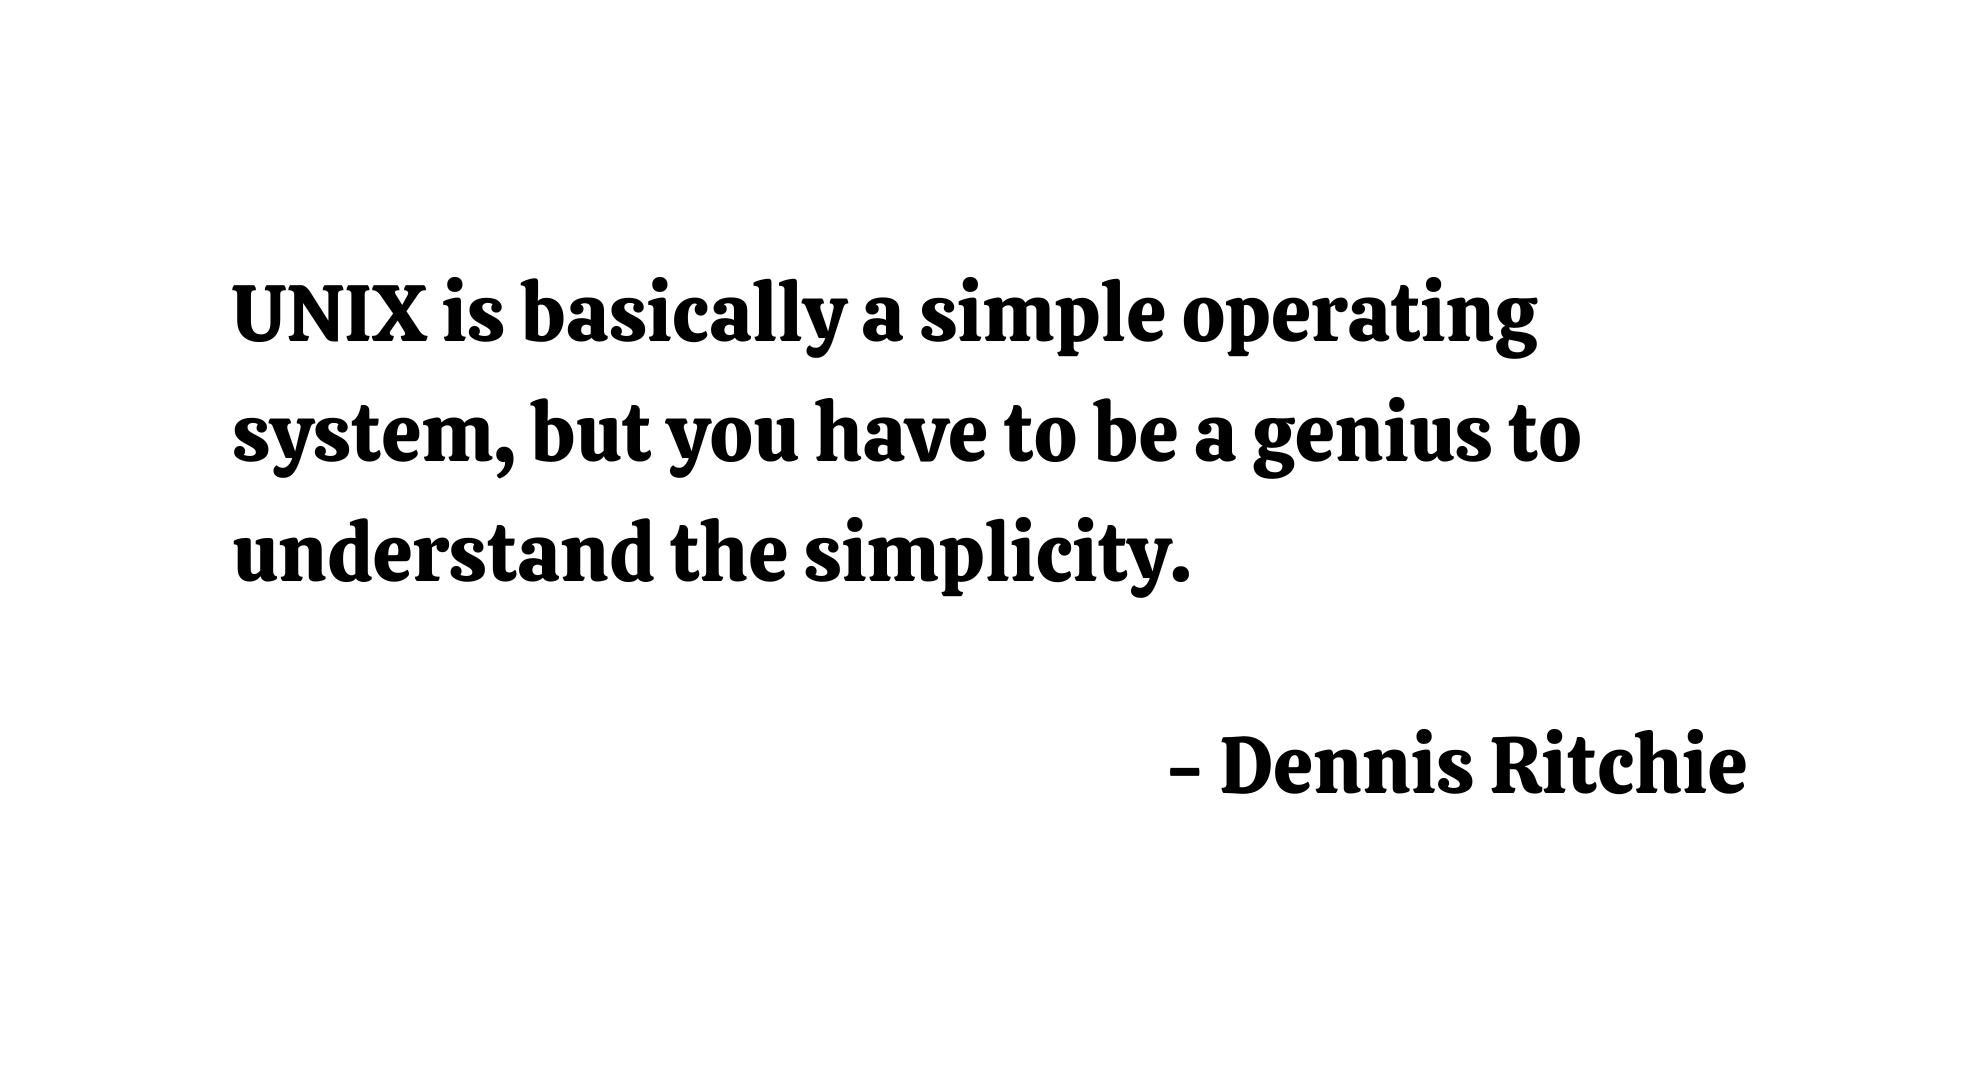 UNIX is basically a simple operating
system, but you have to be a genius to
understand the simplicity.
– Dennis Ritchie